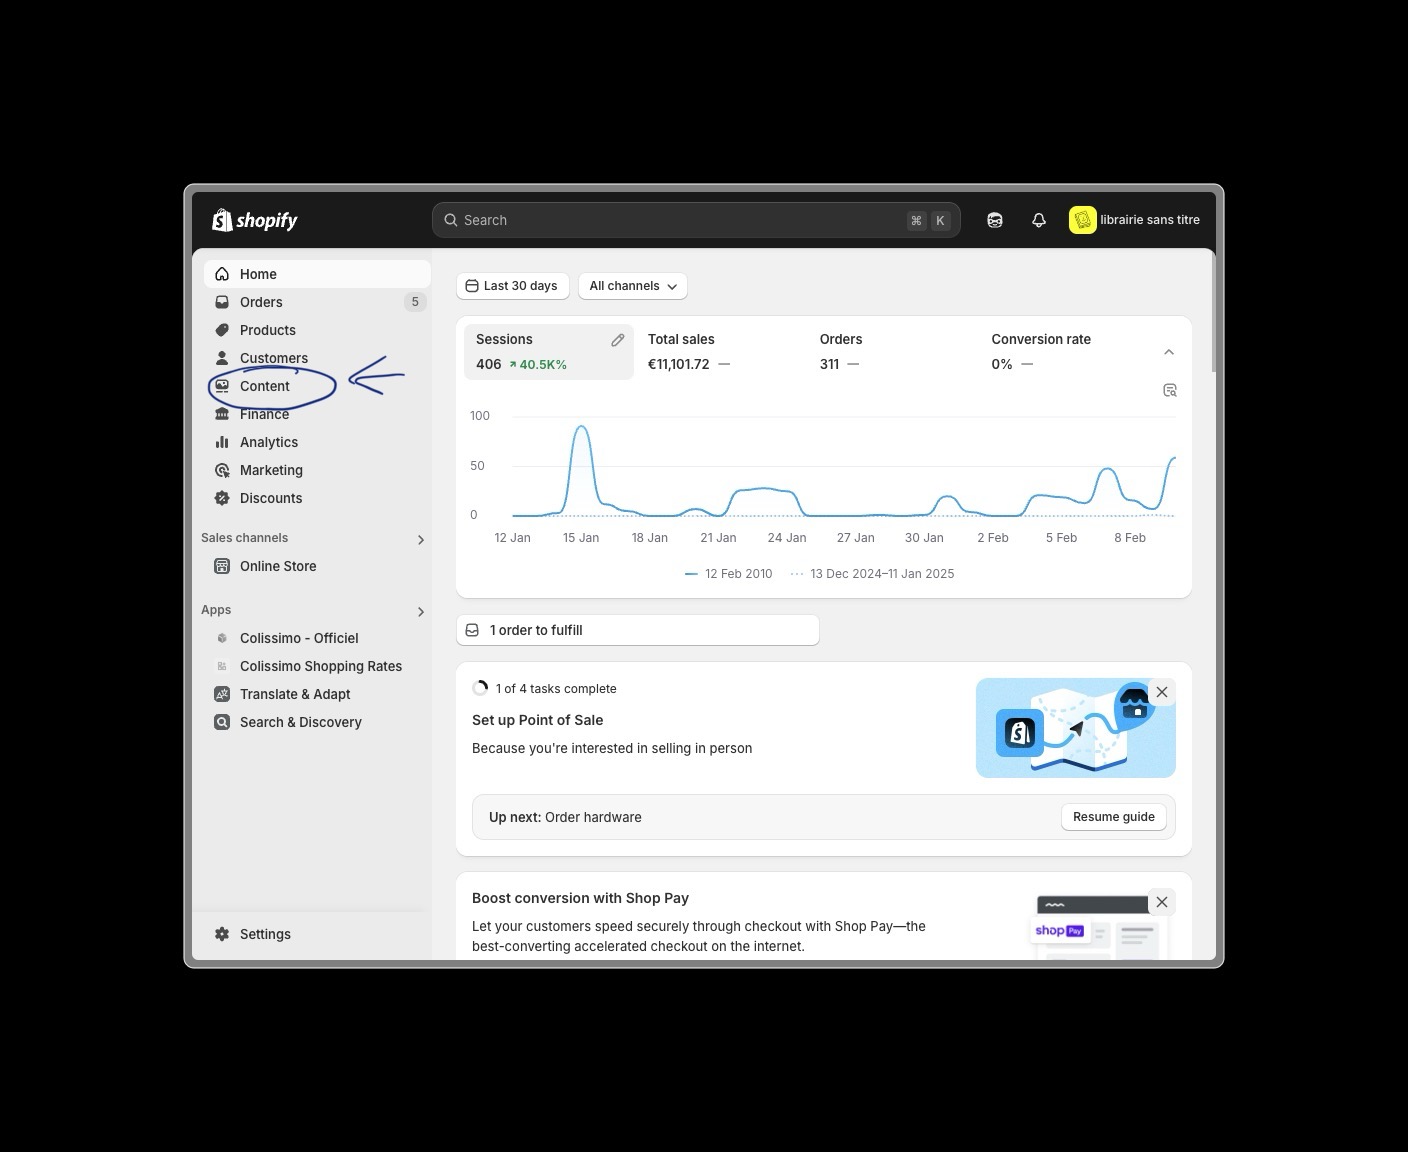 shopify
Search
⌘ K
librairie sans titre
Home
Orders 5
Products
Customers
Content
Finance
Analytics
Marketing
Discounts
Sales channels
Online Store
Apps
Colissimo - Officiel
Colissimo Shopping Rates
Translate & Adapt
Search & Discovery
Settings
Last 30 days All channels
Sessions Total sales Orders Conversion rate
406 40.5K% €11,101.72 — 311 — 0% —
100
50
0
12 Jan 15 Jan 18 Jan 21 Jan 24 Jan 27 Jan 30 Jan 2 Feb 5 Feb 8 Feb
12 Feb 2010 13 Dec 2024–11 Jan 2025
1 order to fulfill
1 of 4 tasks complete
Set up Point of Sale
Because you're interested in selling in person
Up next: Order hardware Resume guide
Boost conversion with Shop Pay
Let your customers speed securely through checkout with Shop Pay—the
best-converting accelerated checkout on the internet.
shop Pay